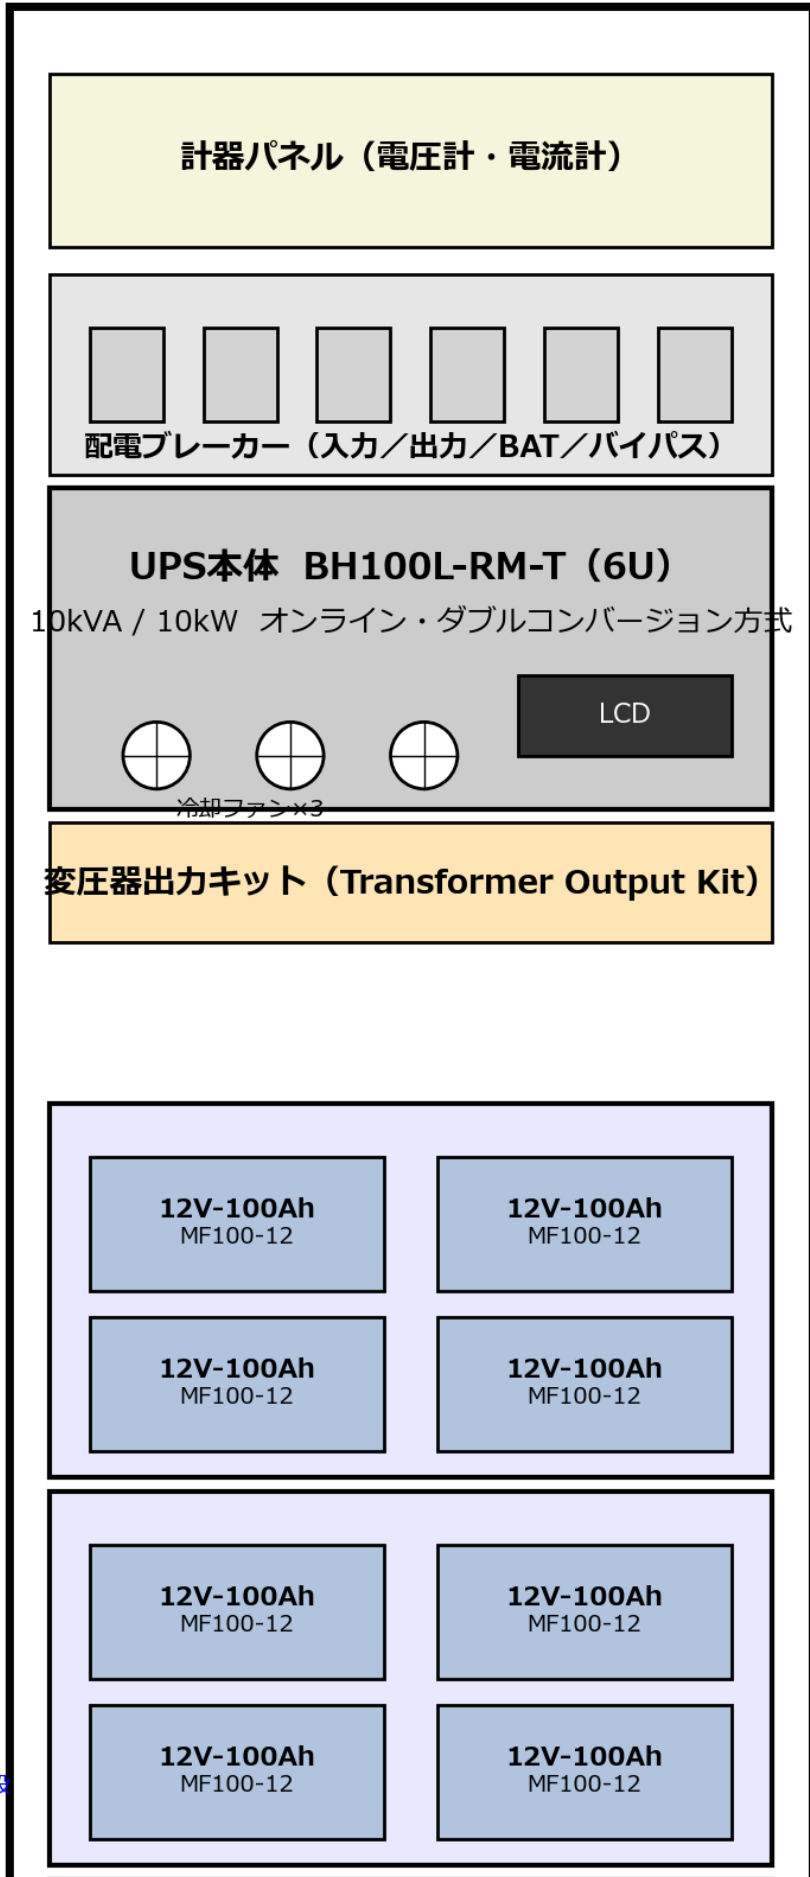 計器パネル（電圧計・電流計）
配電ブレーカー（入力／出力／BAT／バイパス）
UPS本体 BH100L-RM-T（6U）
10kVA / 10kW オンライン・ダブルコンバージョン方式
LCD
冷却ファン×3
変圧器出力キット（Transformer Output Kit）
12V-100Ah
MF100-12
12V-100Ah
MF100-12
12V-100Ah
MF100-12
12V-100Ah
MF100-12
12V-100Ah
MF100-12
12V-100Ah
MF100-12
12V-100Ah
MF100-12
12V-100Ah
MF100-12